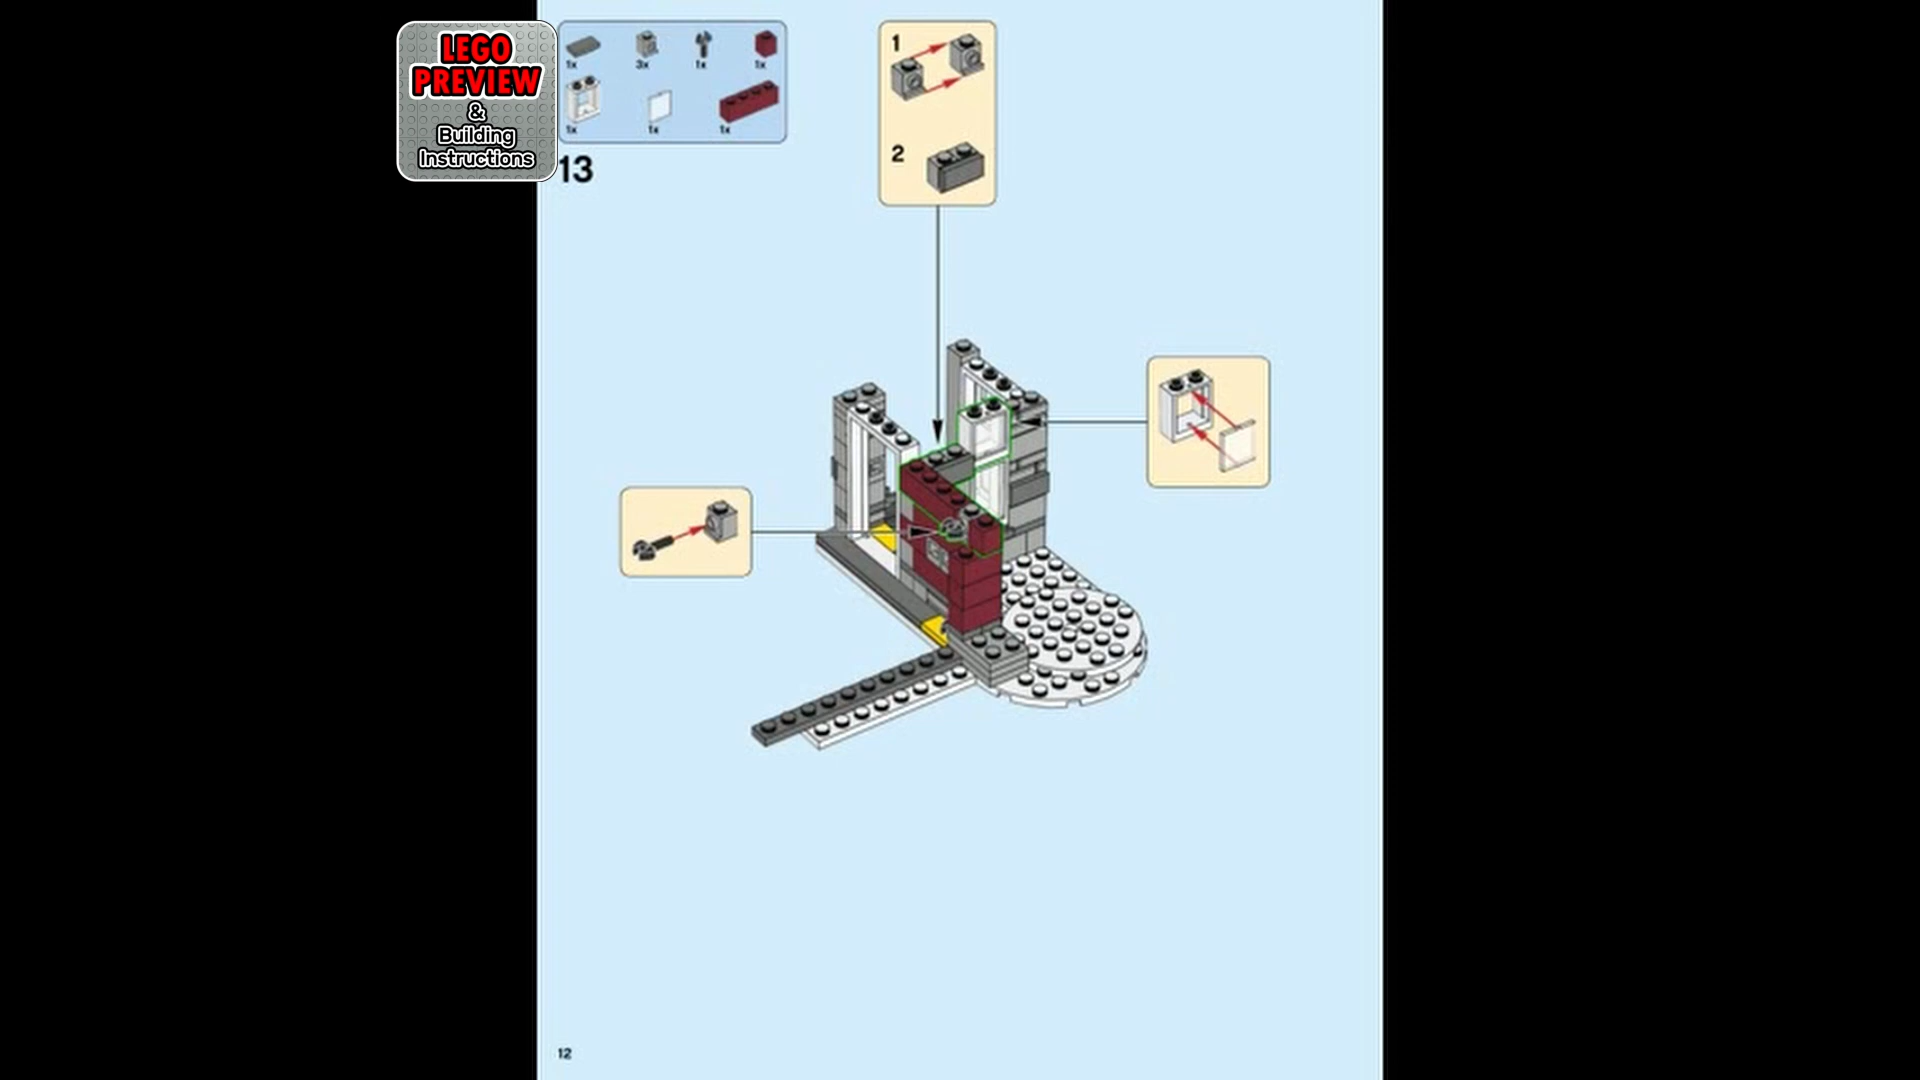 LEGO
PREVIEW
&
Building
Instructions
1x
3x
1x
1x
1x
1x
1x
13
1
2
12